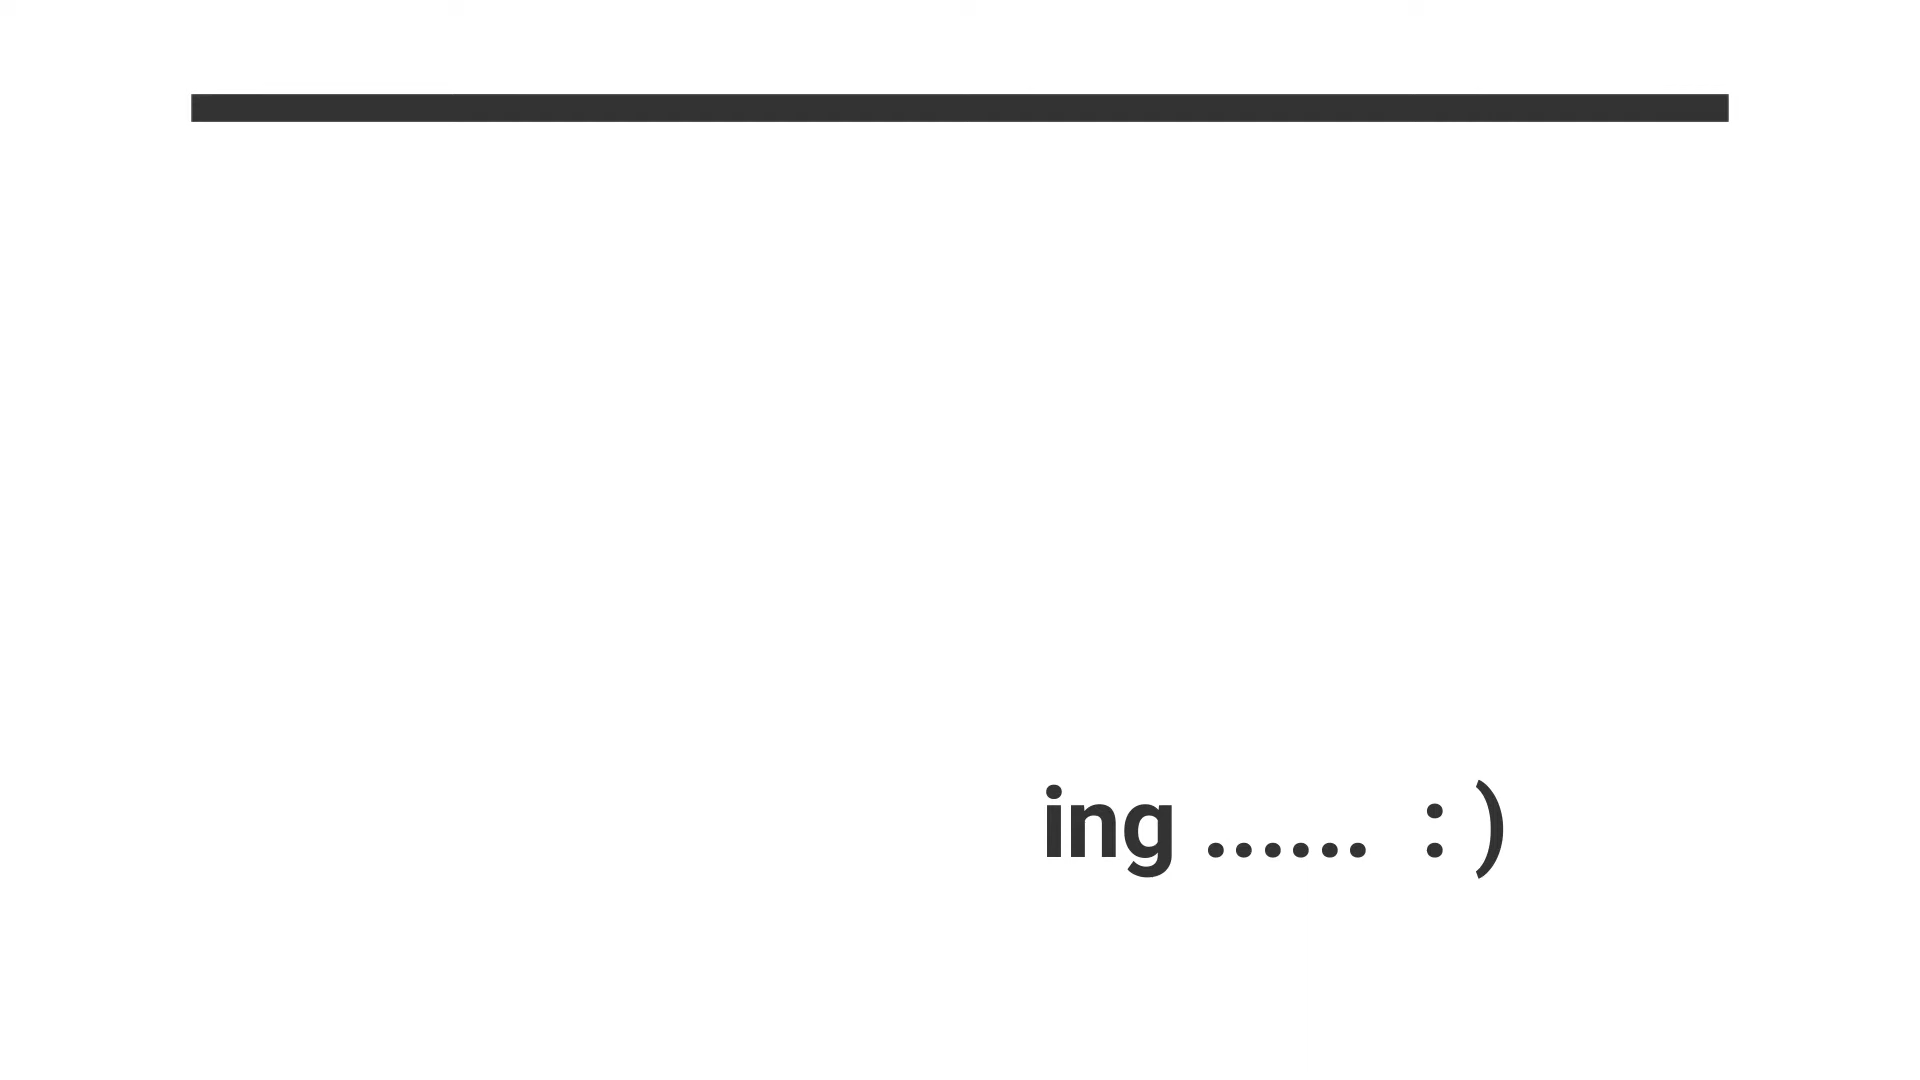 ing ...... : )